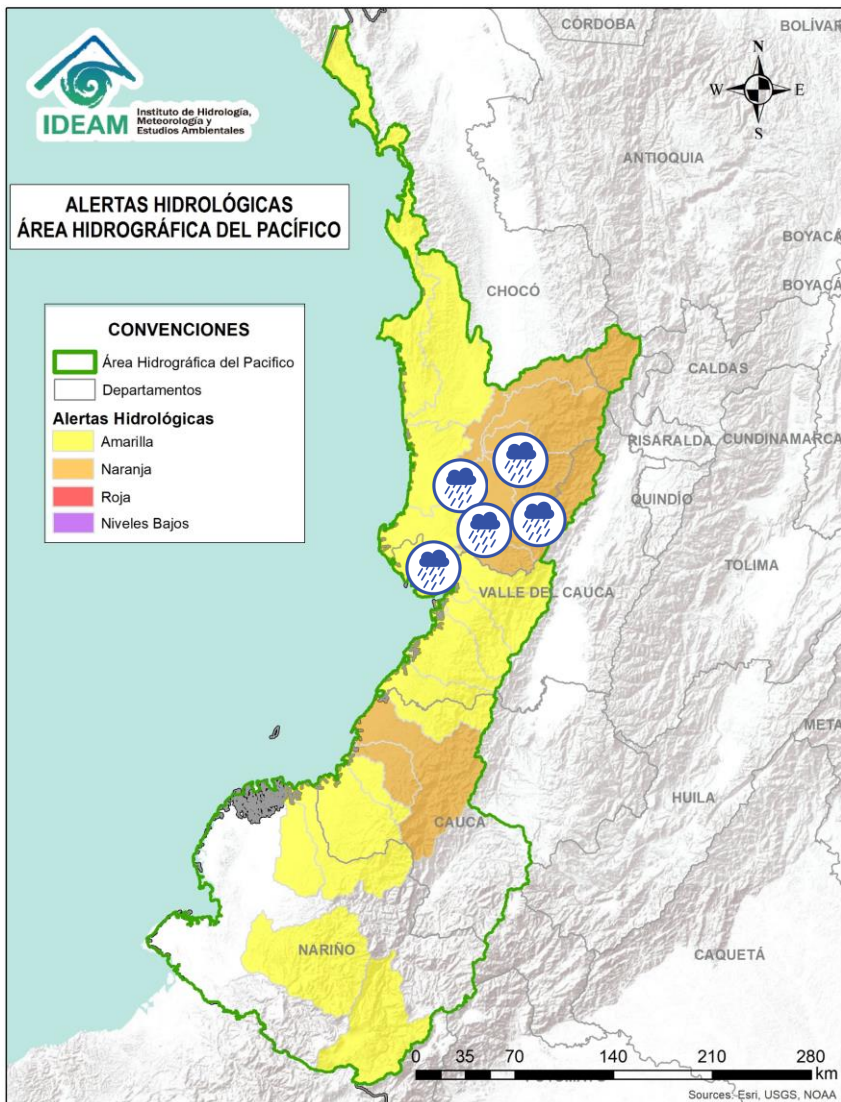 CÓRDOBA
BOLÍVAR
IDEAM
Instituto de Hidrología,
Meteorología y
Estudios Ambientales
N
W
E
S
ANTIOQUIA
ALERTAS HIDROLÓGICAS
ÁREA HIDROGRÁFICA DEL PACÍFICO
BOYACÁ
BOYACÁ
CHOCÓ
CONVENCIONES
Área Hidrográfica del Pacifico
Departamentos
Alertas Hidrológicas
Amarilla
Naranja
Roja
Niveles Bajos
CALDAS
RISARALDA
CUNDINAMARCA
QUINDÍO
TOLIMA
VALLE DEL CAUCA
META
HUILA
CAUCA
NARIÑO
CAQUETÁ
0 35 70 140 210 280
km
Sources: Esri, USGS, NOAA